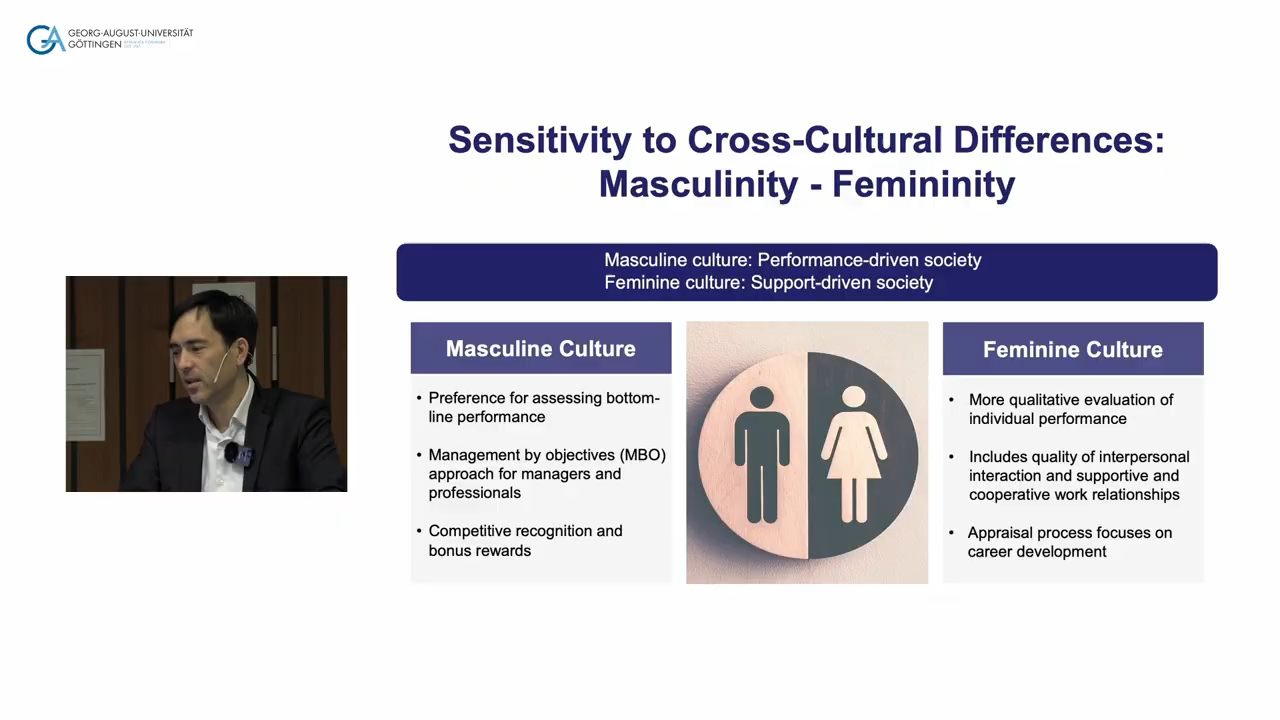 GEORG-AUGUST-UNIVERSITÄT
GÖTTINGEN
Sensitivity to Cross-Cultural Differences:
Masculinity - Femininity
Masculine culture: Performance-driven society
Feminine culture: Support-driven society
Masculine Culture
• Preference for assessing bottom-
line performance
• Management by objectives (MBO)
approach for managers and
professionals
• Competitive recognition and
bonus rewards
Feminine Culture
• More qualitative evaluation of
individual performance
• Includes quality of interpersonal
interaction and supportive and
cooperative work relationships
• Appraisal process focuses on
career development